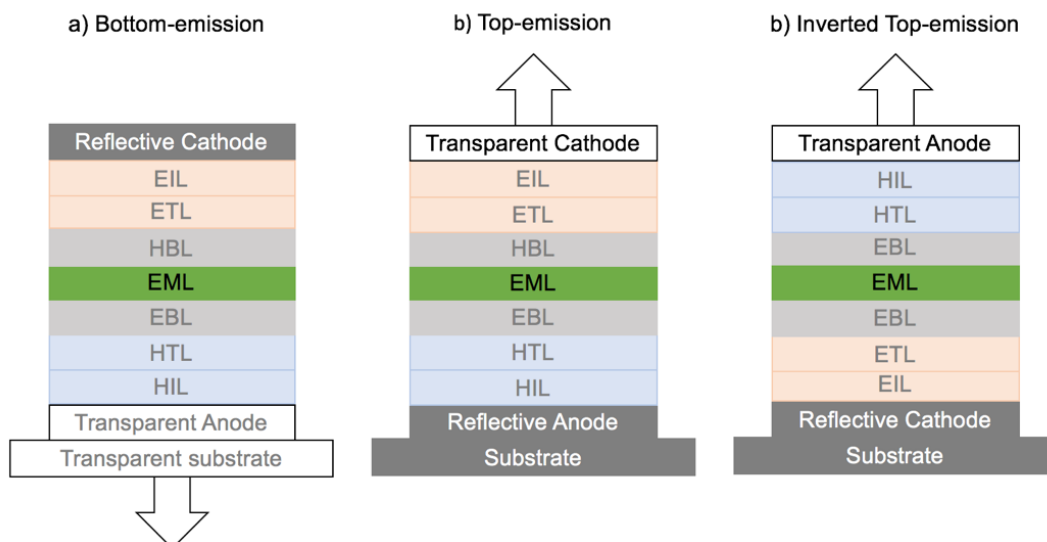 a) Bottom-emission
Reflective Cathode
EIL
ETL
HBL
EML
EBL
HTL
HIL
Transparent Anode
Transparent substrate
b) Top-emission
Transparent Cathode
EIL
ETL
HBL
EML
EBL
HTL
HIL
Reflective Anode
Substrate
b) Inverted Top-emission
Transparent Anode
HIL
HTL
EBL
EML
EBL
ETL
EIL
Reflective Cathode
Substrate